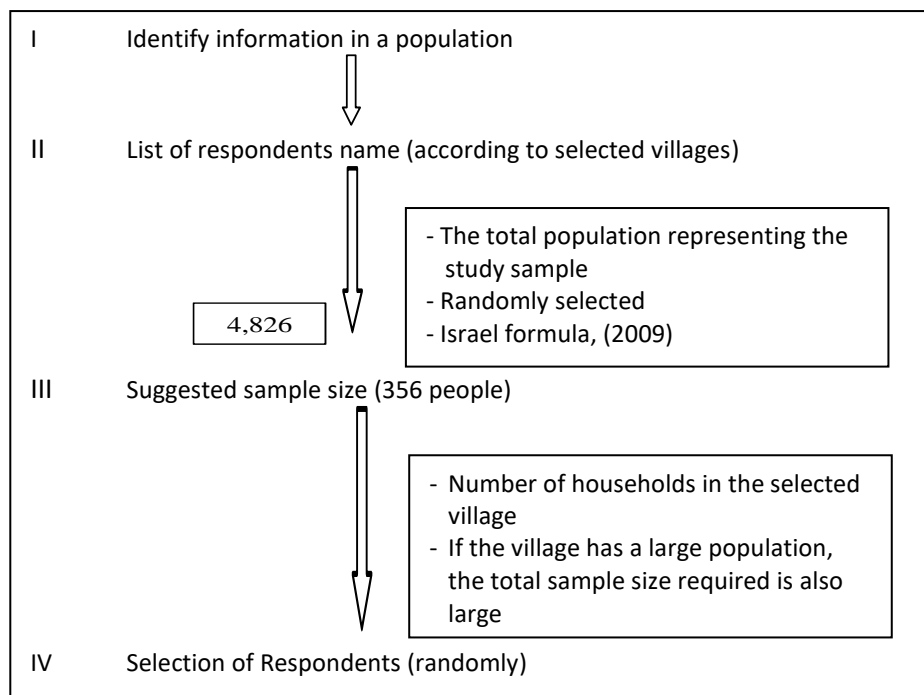 I Identify information in a population
II List of respondents name (according to selected villages)
- The total population representing the
study sample
- Randomly selected
- Israel formula, (2009)
4,826
III Suggested sample size (356 people)
- Number of households in the selected
village
- If the village has a large population,
the total sample size required is also
large
IV Selection of Respondents (randomly)